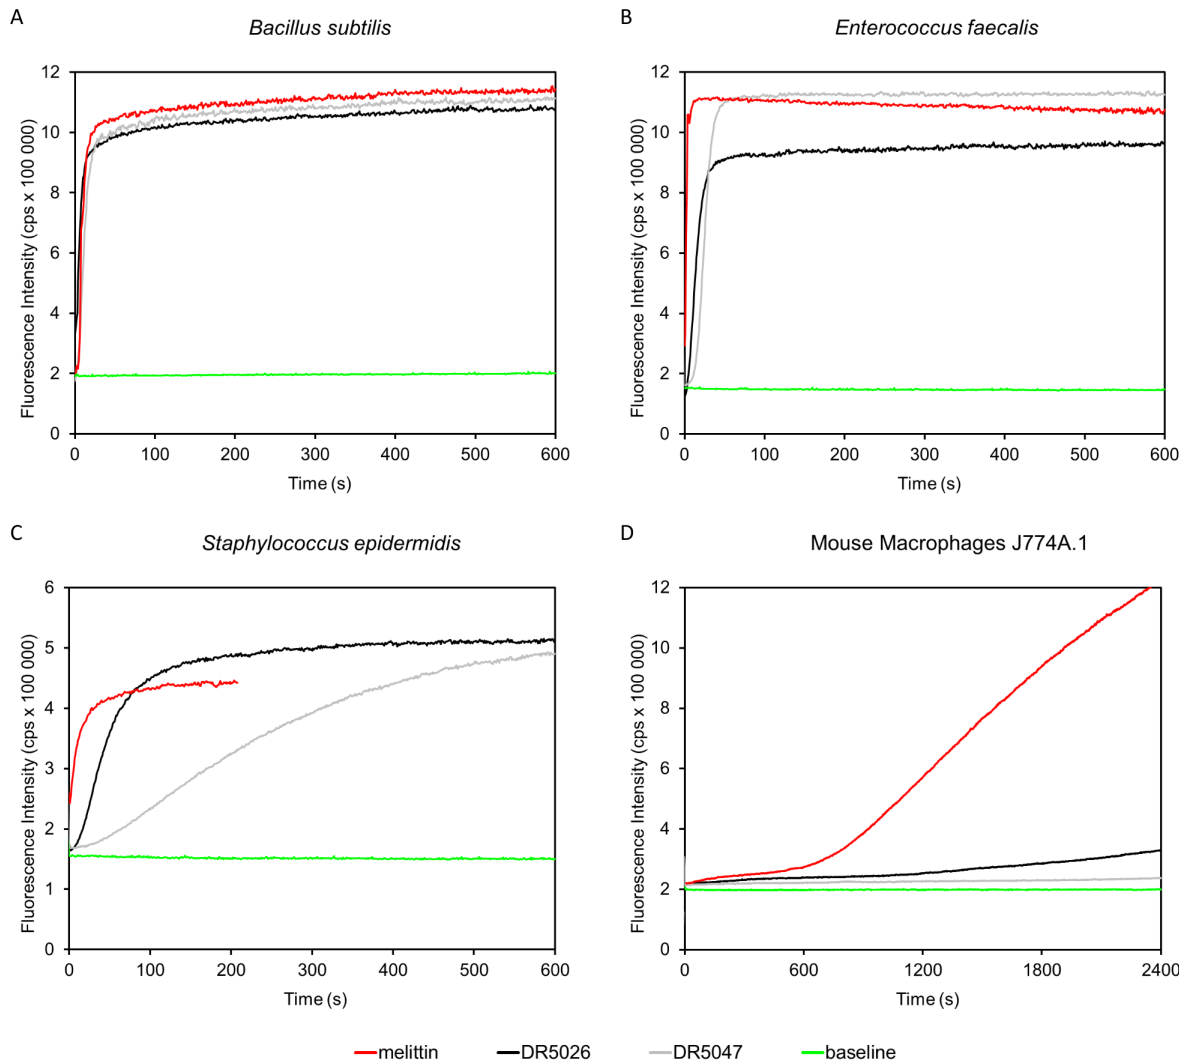 A
Bacillus subtilis
Fluorescence Intensity (cps x 100 000)
12
10
8
6
4
2
0
0 100 200 300 400 500 600
Time (s)
B
Enterococcus faecalis
Fluorescence Intensity (cps x 100 000)
12
10
8
6
4
2
0
0 100 200 300 400 500 600
Time (s)
C
Staphylococcus epidermidis
Fluorescence Intensity (cps x 100 000)
6
5
4
3
2
1
0
0 100 200 300 400 500 600
Time (s)
D
Mouse Macrophages J774A.1
Fluorescence Intensity (cps x 100 000)
12
10
8
6
4
2
0
0 600 1200 1800 2400
Time (s)
melittin DR5026 DR5047 baseline